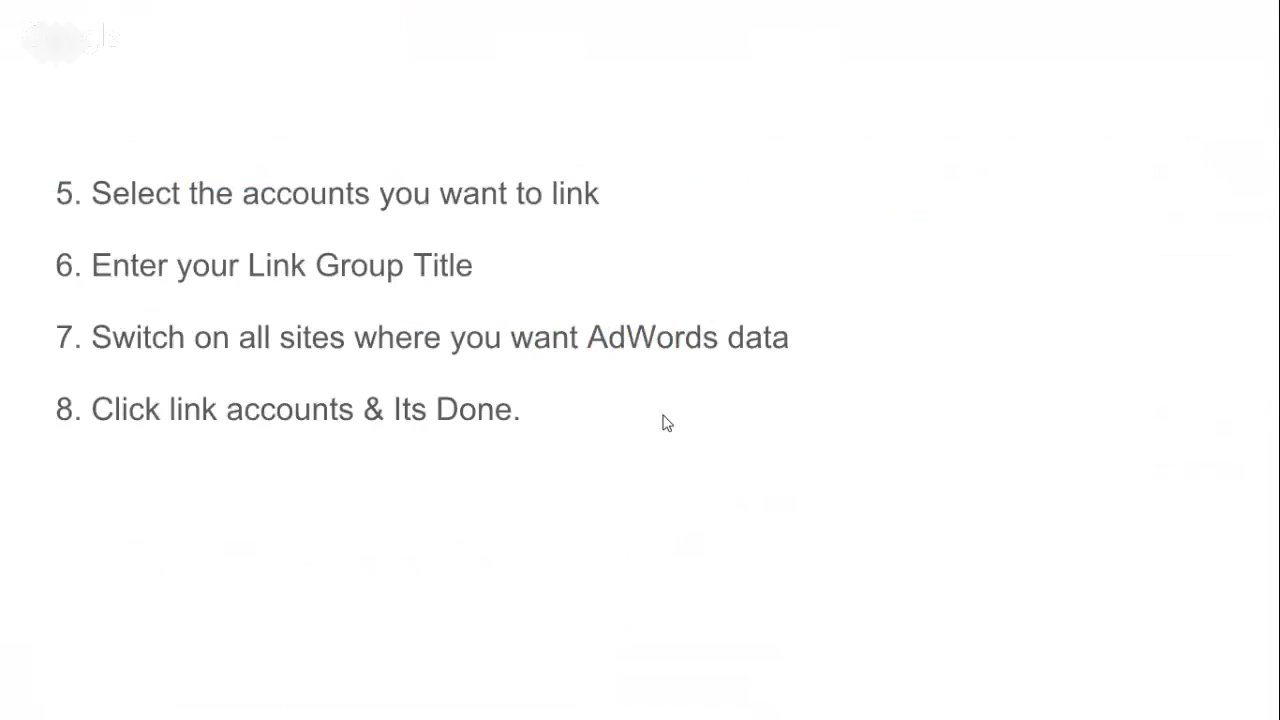 5. Select the accounts you want to link
6. Enter your Link Group Title
7. Switch on all sites where you want AdWords data
8. Click link accounts & Its Done.